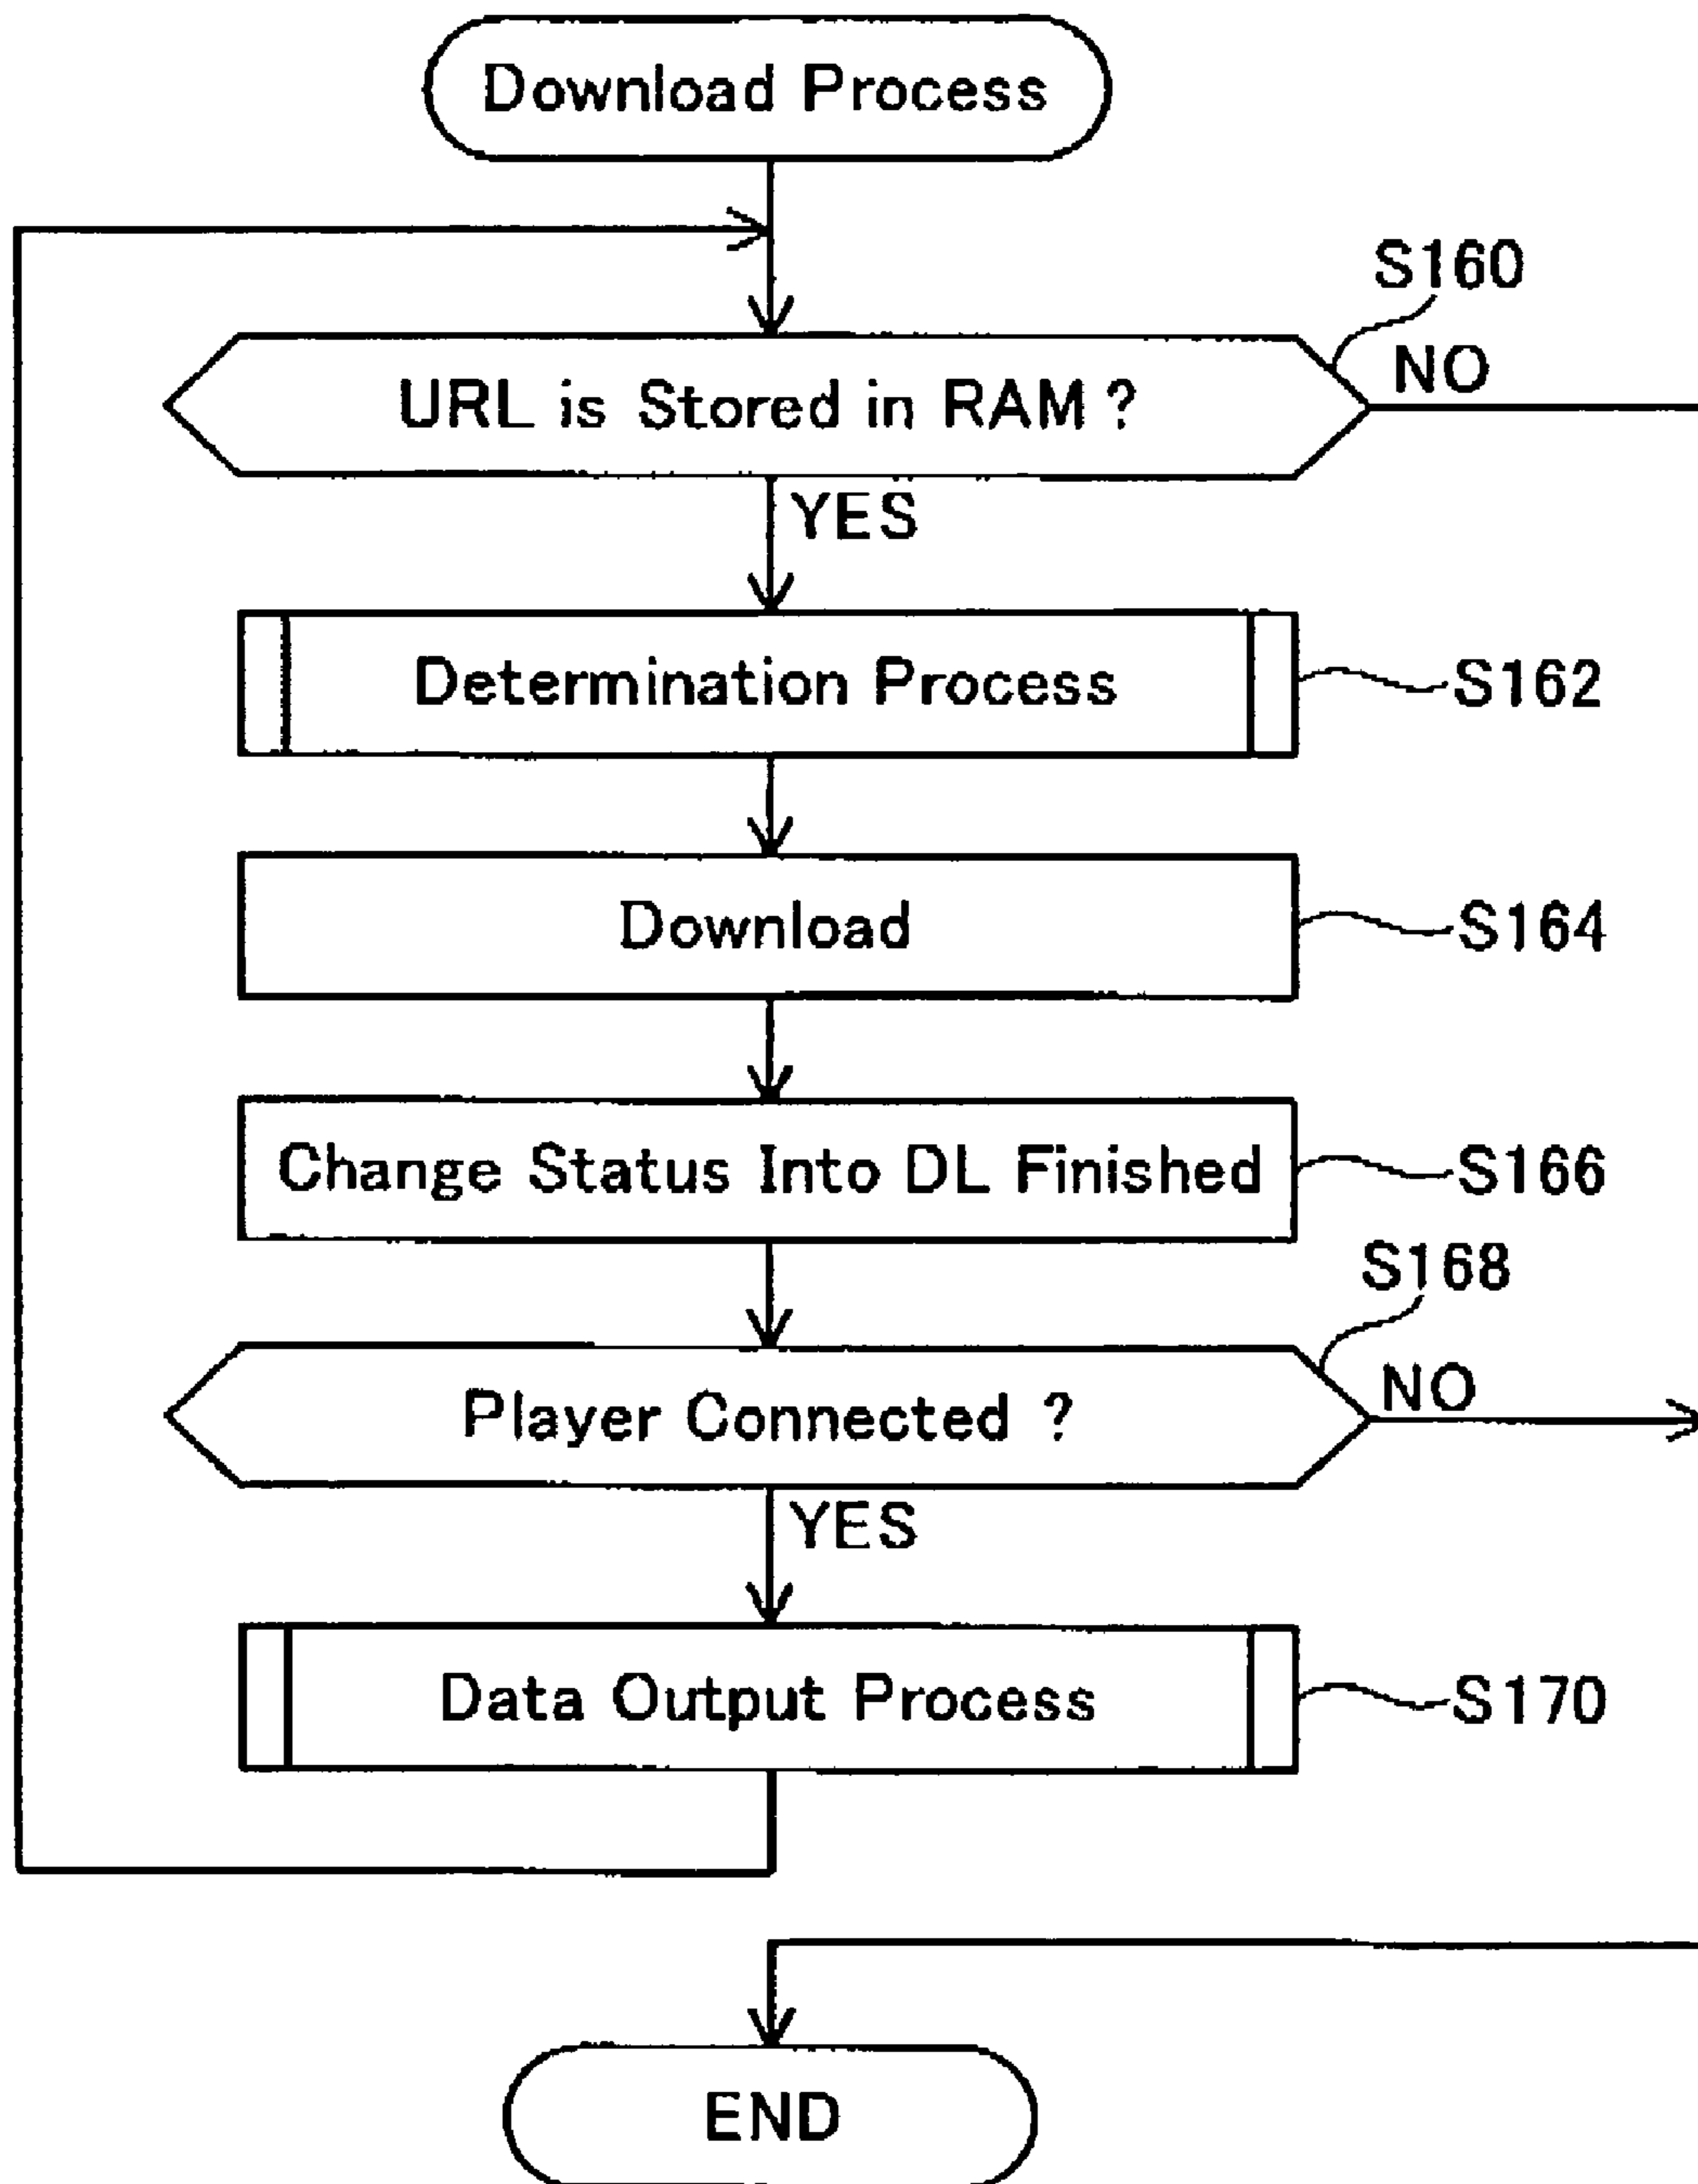 Download Process
S160
URL is Stored in RAM ?
NO
YES
Determination Process
S162
Download
S164
Change Status Into DL Finished
S166
S168
Player Connected ?
NO
YES
Data Output Process
S170
END